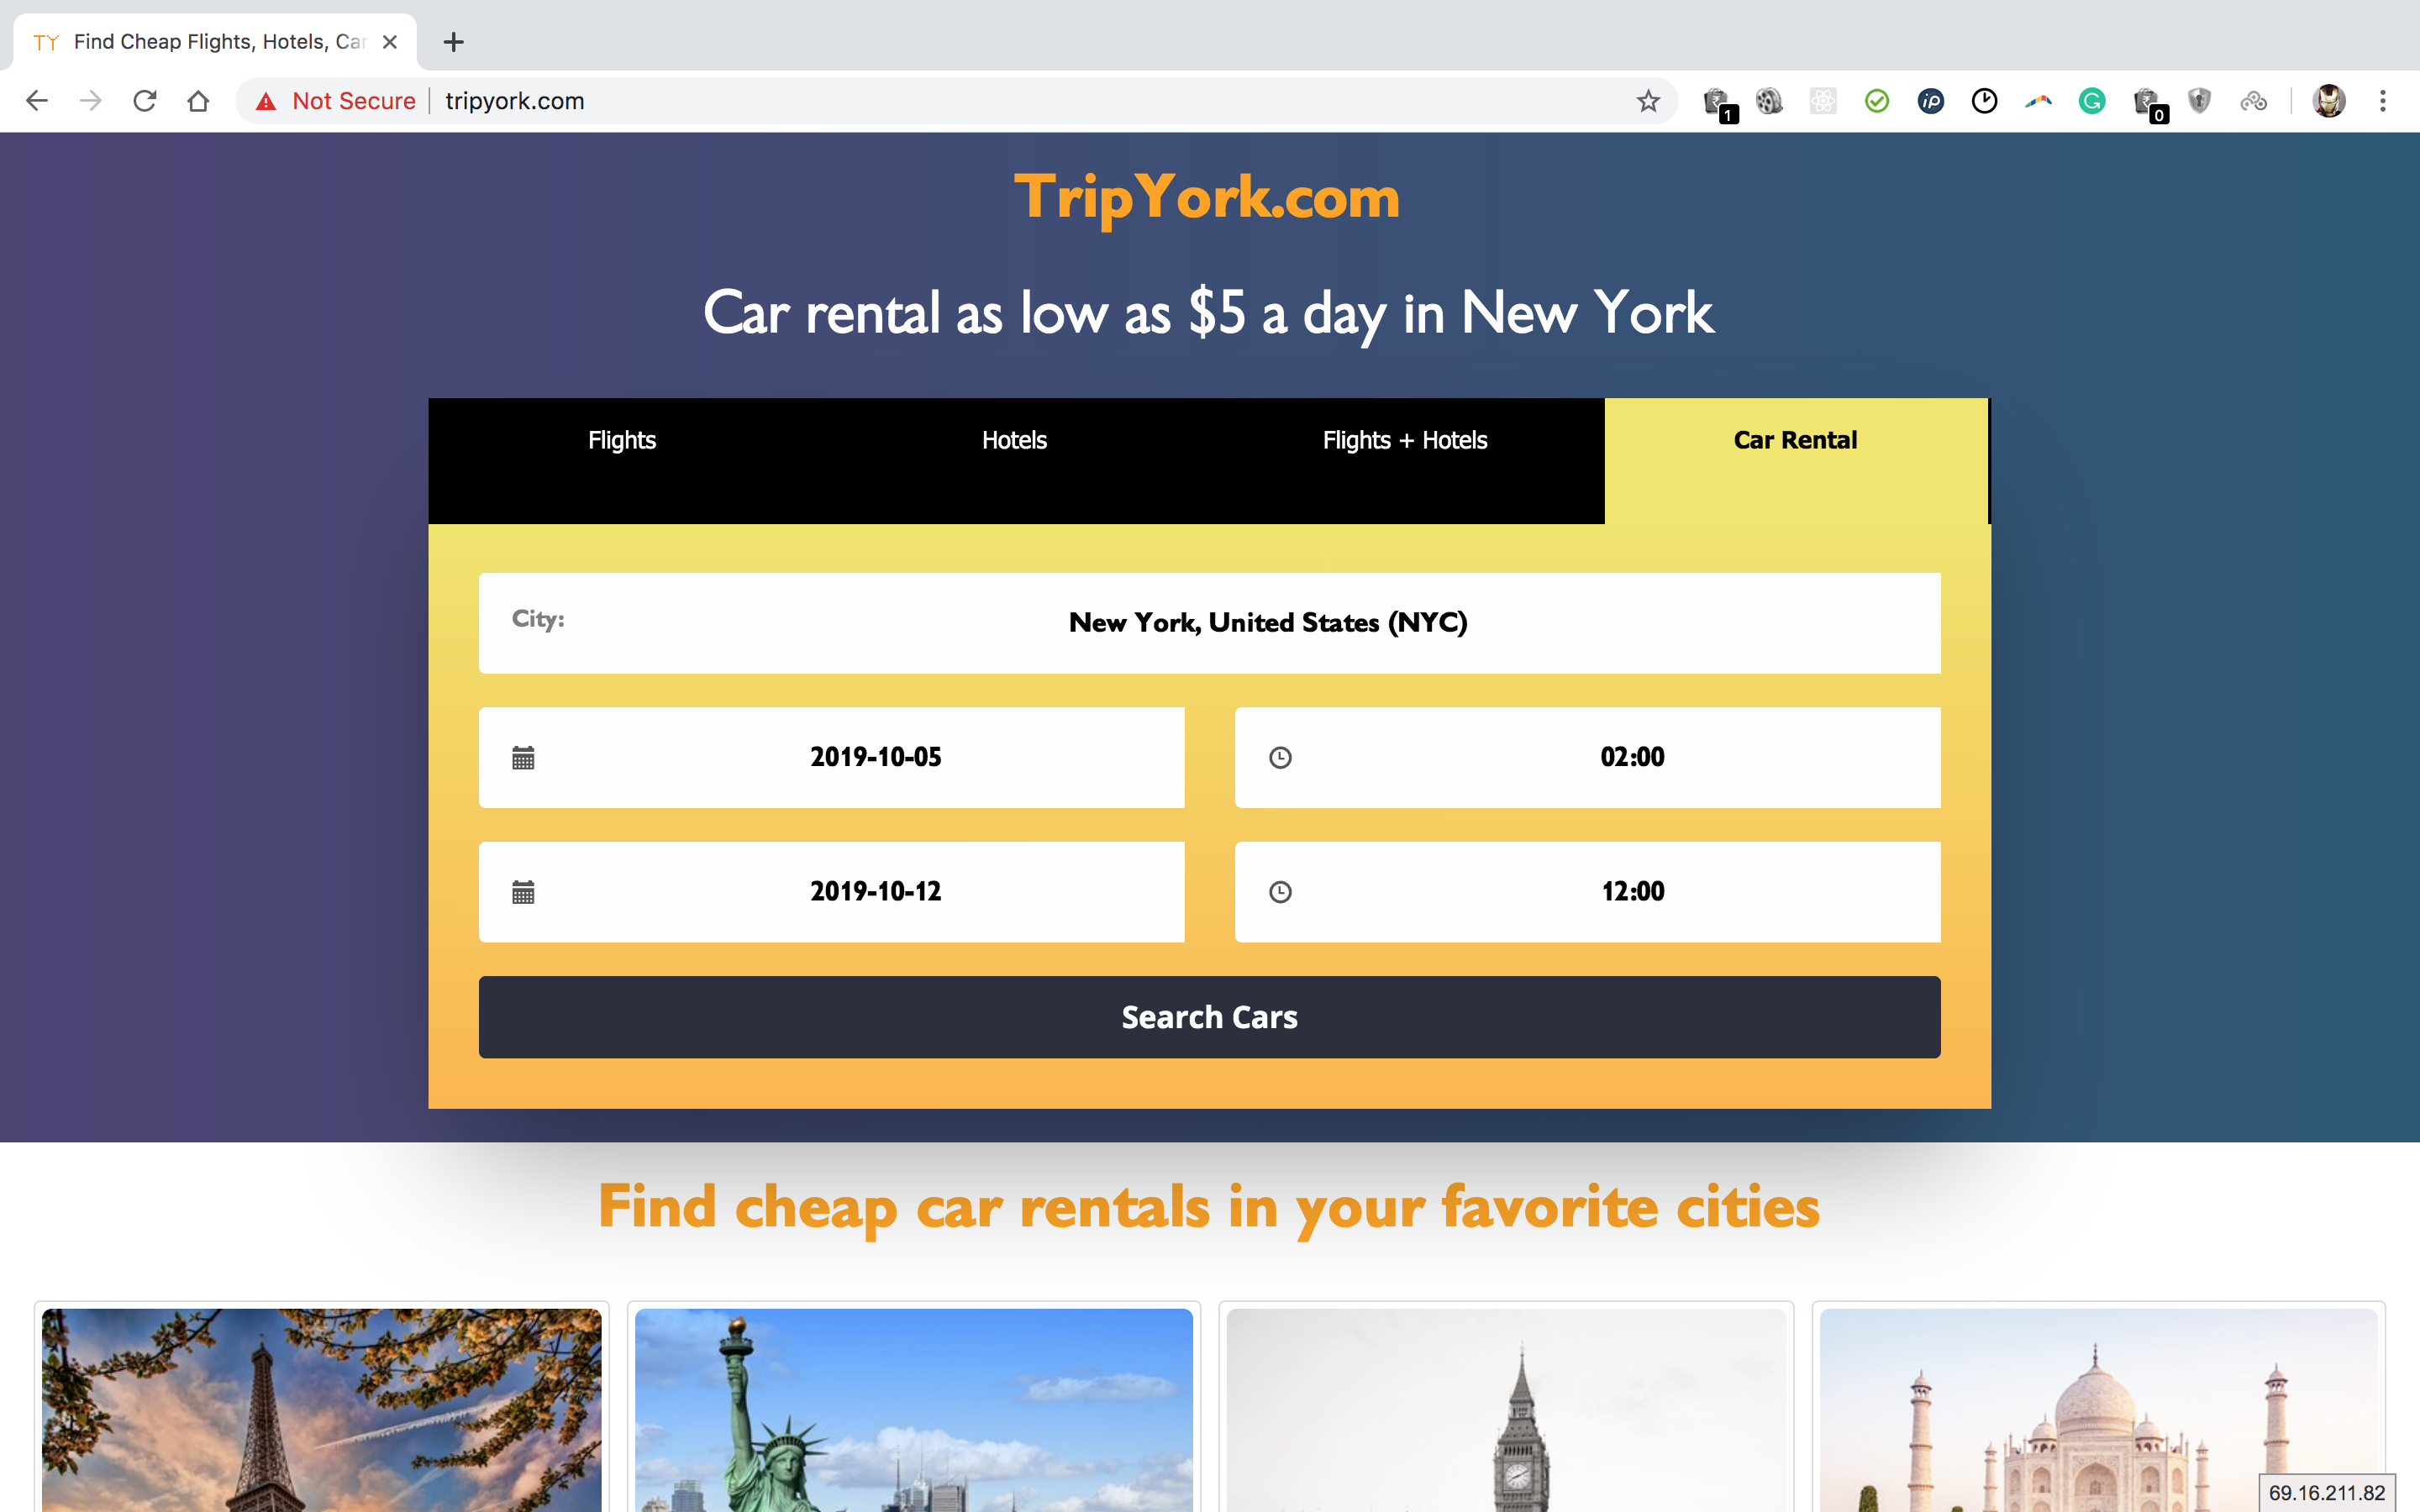 TY Find Cheap Flights, Hotels, Car
Not Secure tripyork.com
1
iP
G
0
TripYork.com
Car rental as low as $5 a day in New York
Flights Hotels Flights + Hotels Car Rental
City: New York, United States (NYC)
2019-10-05 02:00
2019-10-12 12:00
Search Cars
Find cheap car rentals in your favorite cities
69.16.211.82